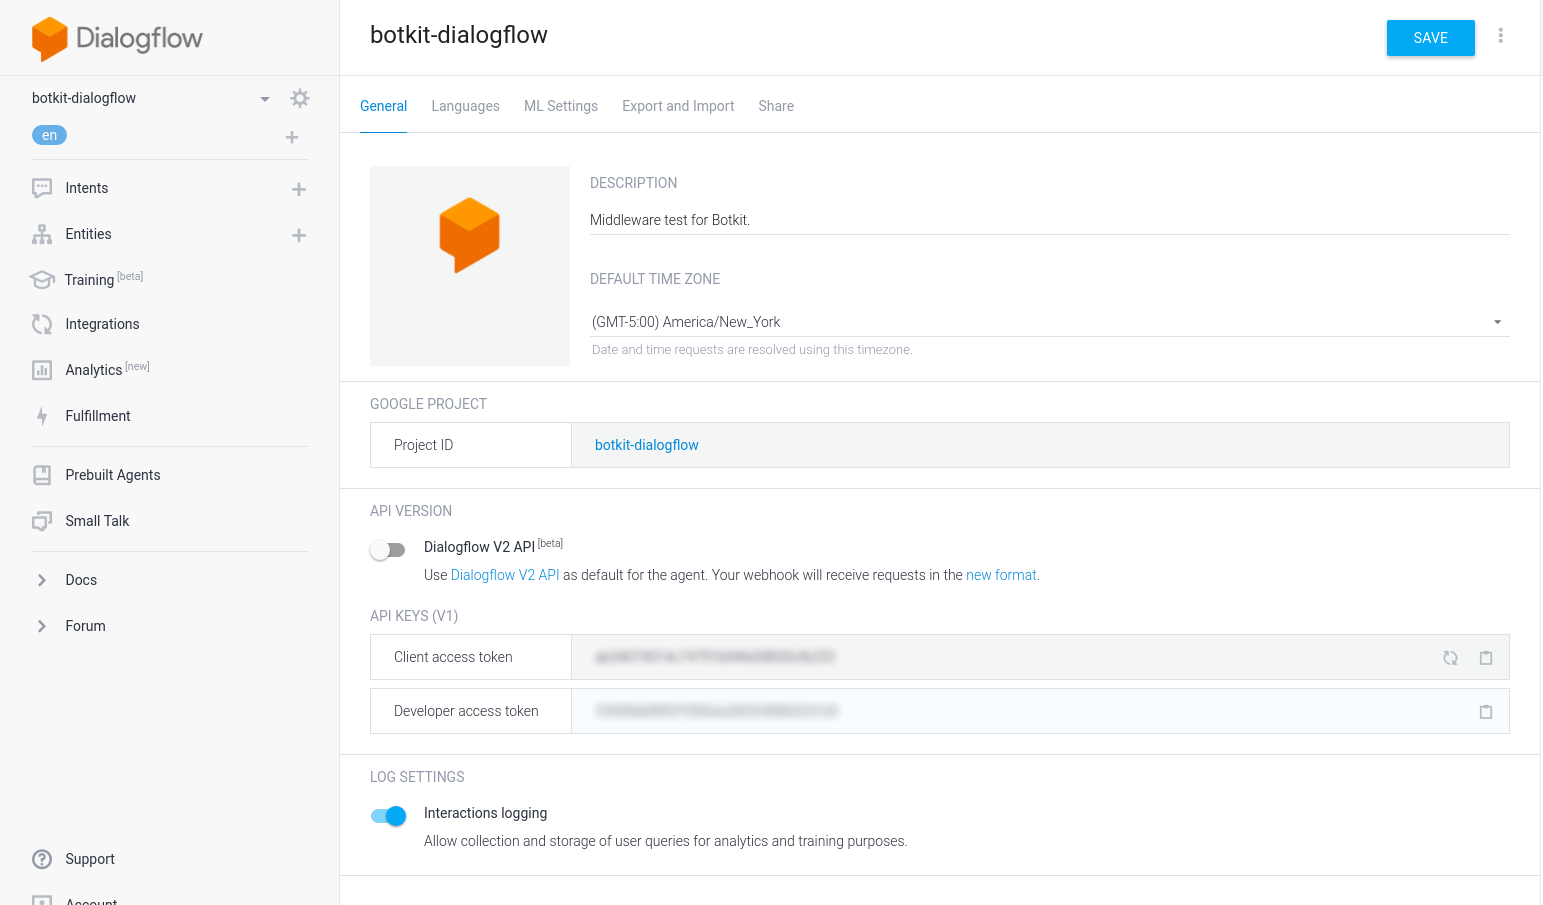 Dialogflow
botkit-dialogflow
en
Intents
Entities
Training [beta]
Integrations
Analytics [new]
Fulfillment
Prebuilt Agents
Small Talk
Docs
Forum
Support
Account
botkit-dialogflow
SAVE
General Languages ML Settings Export and Import Share
DESCRIPTION
Middleware test for Botkit.
DEFAULT TIME ZONE
(GMT-5:00) America/New_York
Date and time requests are resolved using this timezone.
GOOGLE PROJECT
Project ID botkit-dialogflow
API VERSION
Dialogflow V2 API [beta]
Use Dialogflow V2 API as default for the agent. Your webhook will receive requests in the new format.
API KEYS (V1)
Client access token
Developer access token
LOG SETTINGS
Interactions logging
Allow collection and storage of user queries for analytics and training purposes.